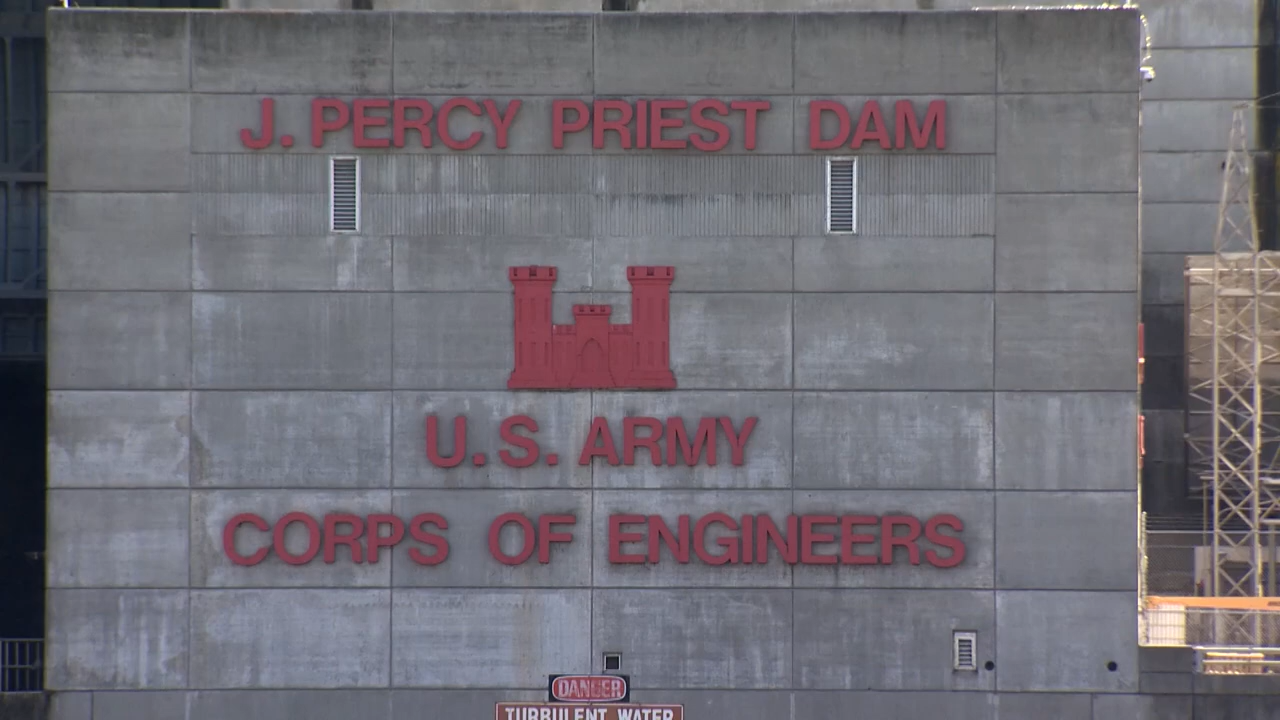 J. PERCY PRIEST DAM
U.S. ARMY
CORPS OF ENGINEERS
DANGER
TURBULENT WATER